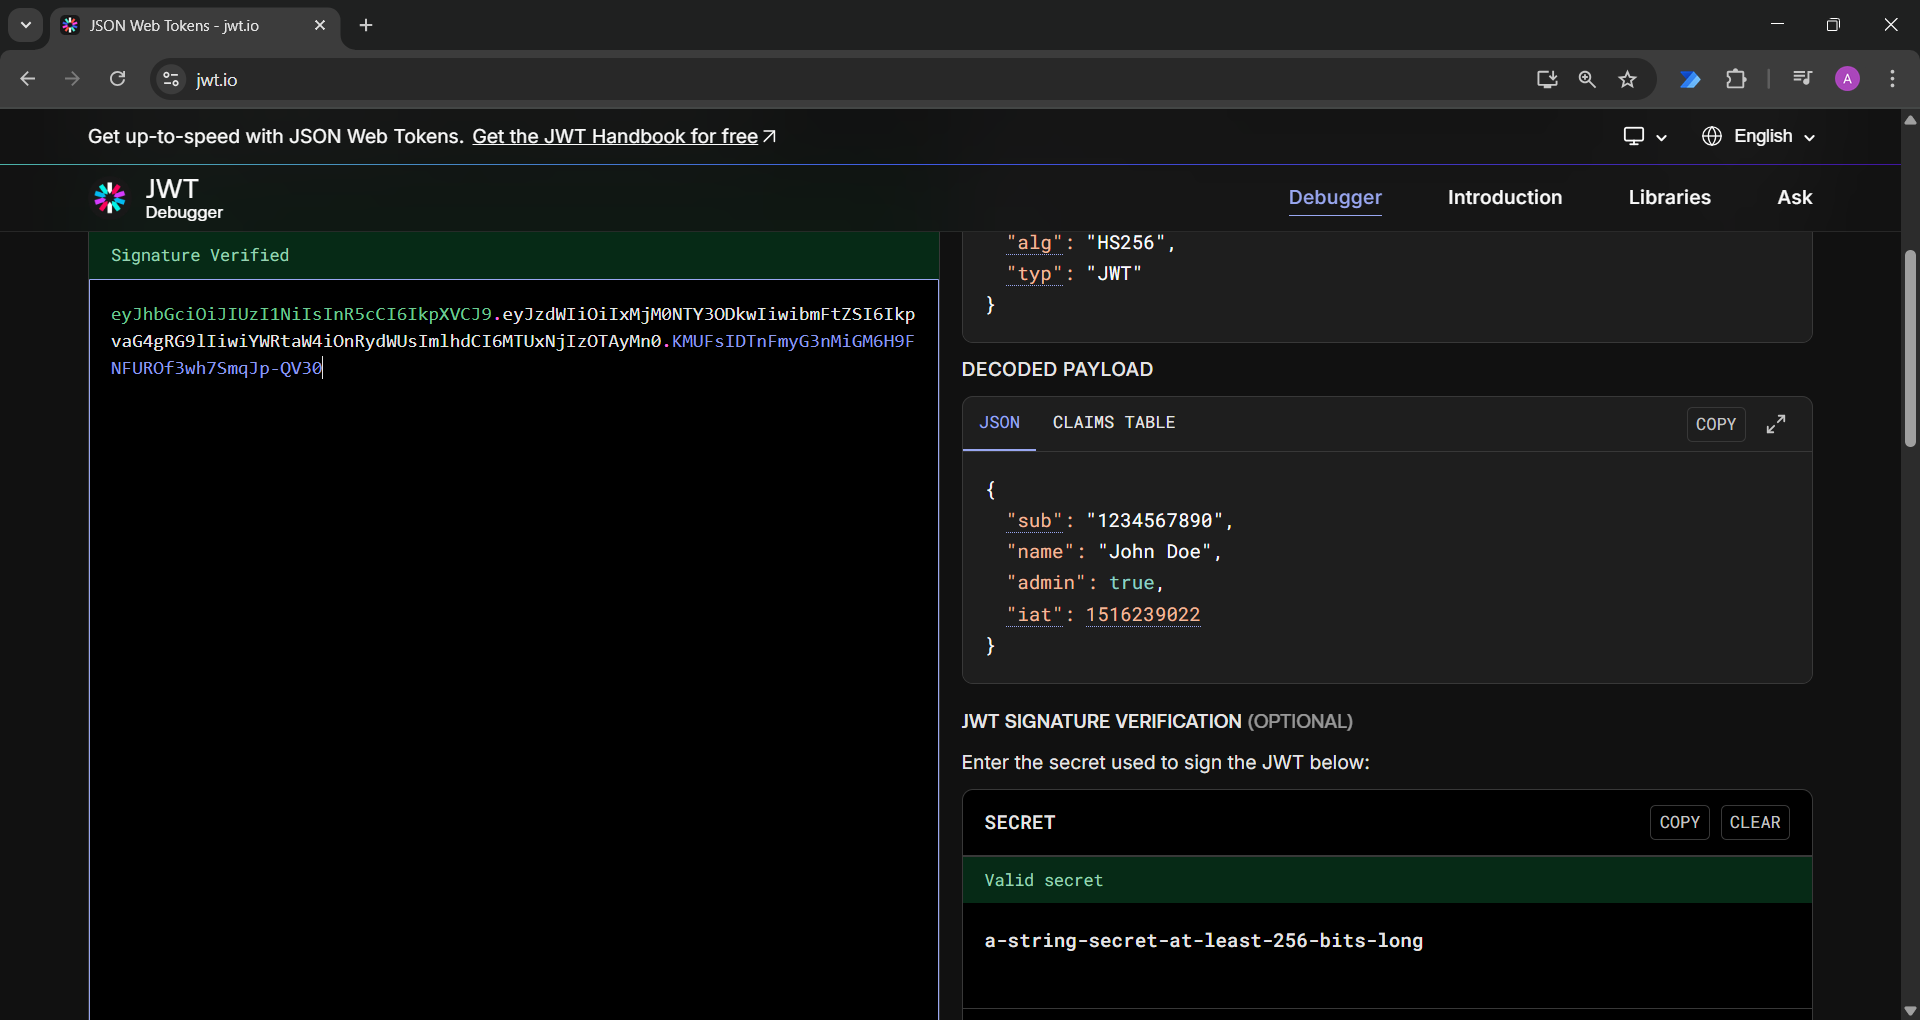 JSON Web Tokens - jwt.io
jwt.io
A
Get up-to-speed with JSON Web Tokens. Get the JWT Handbook for free
English
JWT
Debugger
Debugger
Introduction
Libraries
Ask
Signature Verified
eyJhbGciOiJIUzI1NiIsInR5cCI6IkpXVCJ9.eyJzdWIiOiIxMjM0NTY3ODkwIiwibmFtZSI6Ikp
vaG4gRG9lIiwiYWRtaW4iOnRydWUsImlhdCI6MTUxNjIzOTAyMn0.KMUFsIDTnFmyG3nMiGM6H9F
NFUROf3wh7SmqJp-QV30
"alg": "HS256",
"typ": "JWT"
}
DECODED PAYLOAD
JSON
CLAIMS TABLE
COPY
{
"sub": "1234567890",
"name": "John Doe",
"admin": true,
"iat": 1516239022
}
JWT SIGNATURE VERIFICATION (OPTIONAL)
Enter the secret used to sign the JWT below:
SECRET
COPY
CLEAR
Valid secret
a-string-secret-at-least-256-bits-long